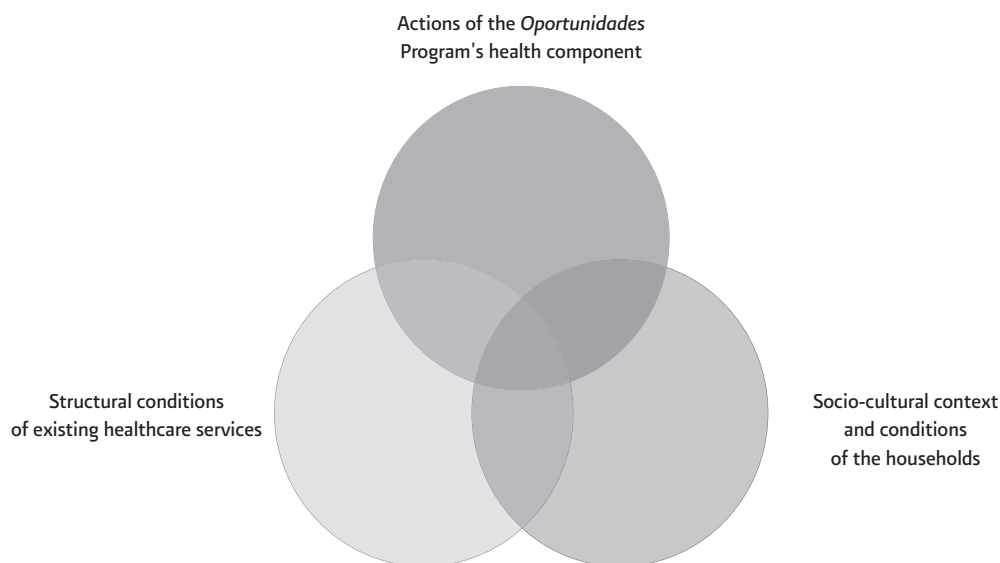 Actions of the Oportunidades
Program's health component
Structural conditions
of existing healthcare services
Socio-cultural context
and conditions
of the households